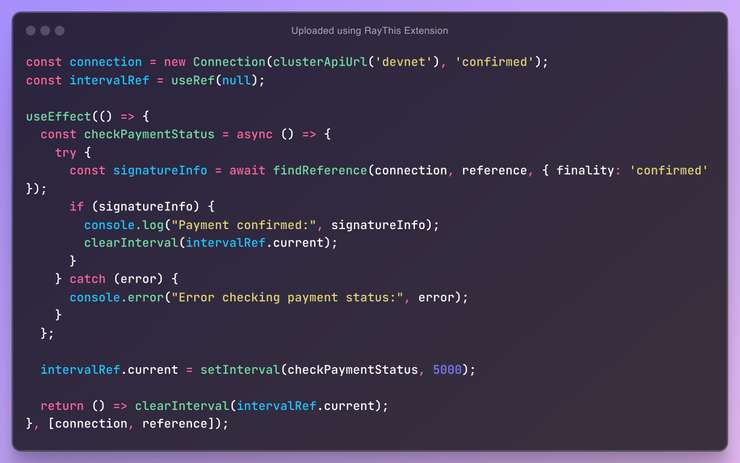 Uploaded using RayThis Extension
const connection = new Connection(clusterApiUrl('devnet'), 'confirmed');
const intervalRef = useRef(null);

useEffect(() => {
  const checkPaymentStatus = async () => {
    try {
      const signatureInfo = await findReference(connection, reference, { finality: 'confirmed'
});
      if (signatureInfo) {
        console.log("Payment confirmed:", signatureInfo);
        clearInterval(intervalRef.current);
      }
    } catch (error) {
      console.error("Error checking payment status:", error);
    }
  };

  intervalRef.current = setInterval(checkPaymentStatus, 5000);

  return () => clearInterval(intervalRef.current);
}, [connection, reference]);